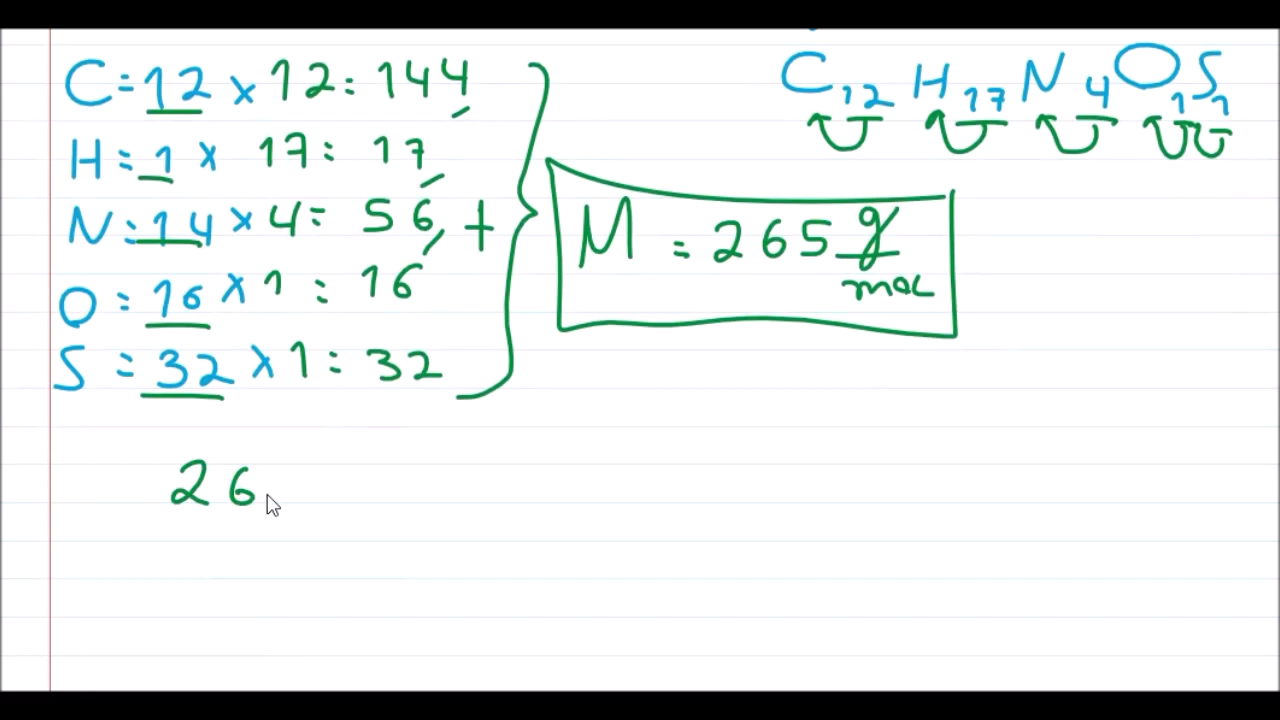 C = 12 x 12 = 144
H = 1 x 17 = 17
N = 14 x 4 = 56 +
O = 16 x 1 = 16
S = 32 x 1 = 32
C12 H17 N4 O1 S1
M = 265 g/mol
26